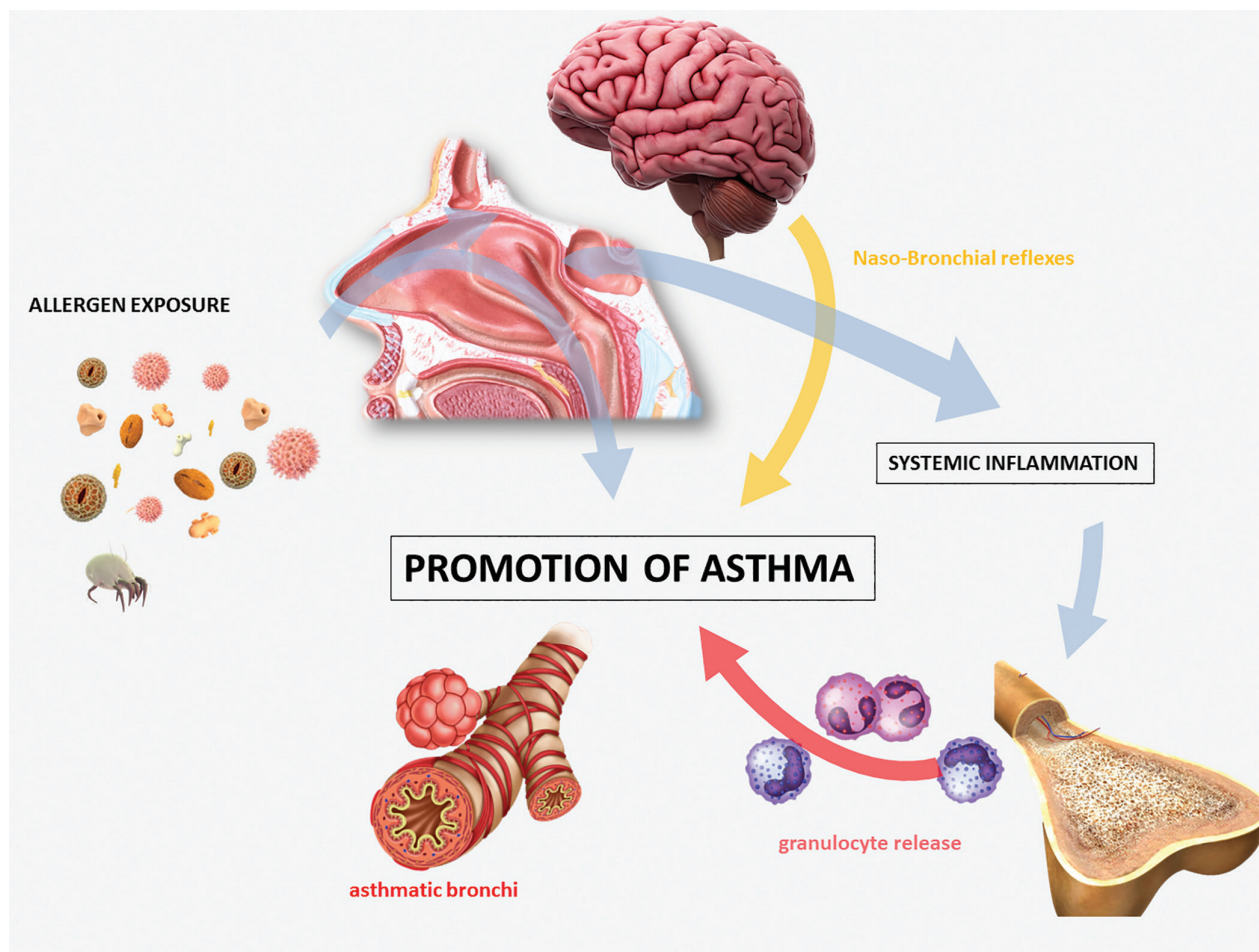 Naso-Bronchial reflexes
ALLERGEN EXPOSURE
SYSTEMIC INFLAMMATION
PROMOTION OF ASTHMA
granulocyte release
asthmatic bronchi